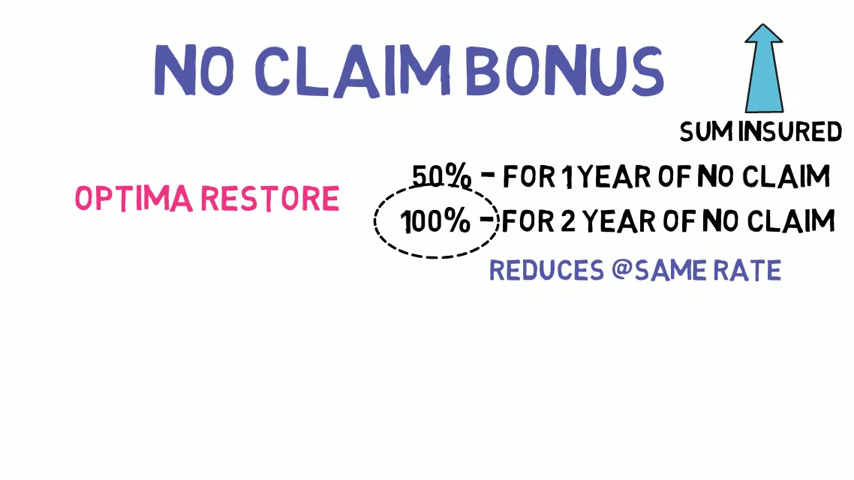 NO CLAIM BONUS
SUM INSURED
OPTIMA RESTORE
50% - FOR 1 YEAR OF NO CLAIM
100% - FOR 2 YEAR OF NO CLAIM
REDUCES @SAME RATE